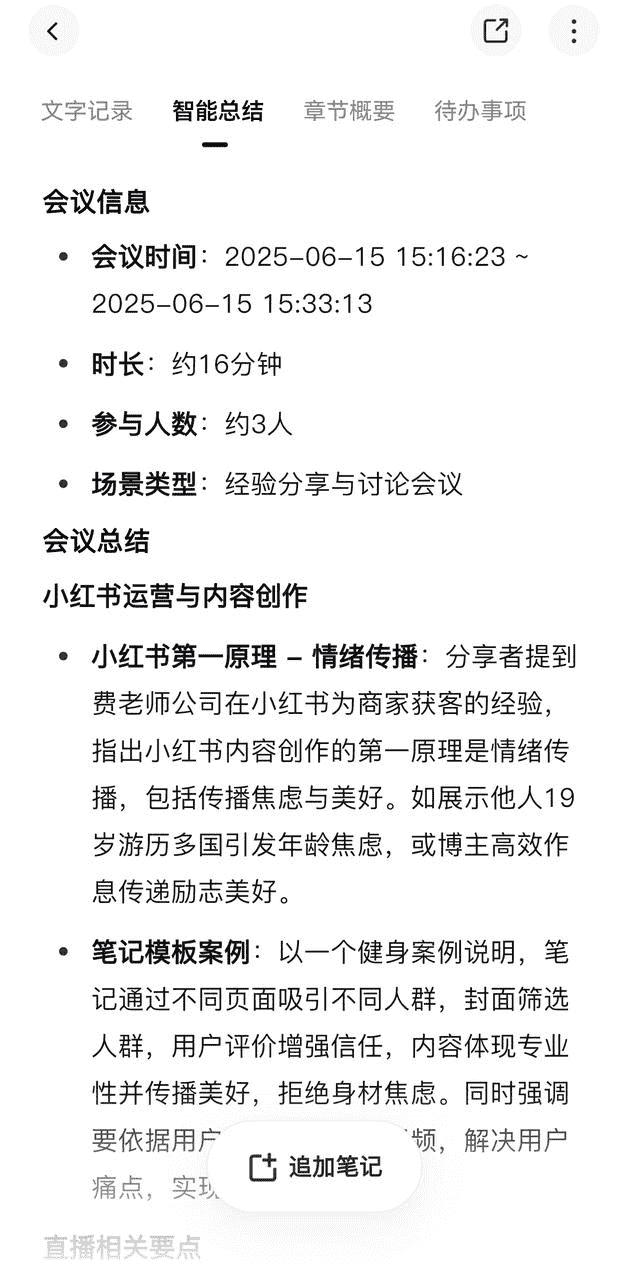 文字记录 智能总结 章节概要 待办事项
会议信息
会议时间：2025-06-15 15:16:23 ~
2025-06-15 15:33:13
时长：约16分钟
参与人数：约3人
场景类型：经验分享与讨论会议
会议总结
小红书运营与内容创作
小红书第一原理 – 情绪传播：分享者提到
费老师公司在小红书为商家获客的经验，
指出小红书内容创作的第一原理是情绪传
播，包括传播焦虑与美好。如展示他人19
岁游历多国引发年龄焦虑，或博主高效作
息传递励志美好。
笔记模板案例：以一个健身案例说明，笔
记通过不同页面吸引不同人群，封面筛选
人群，用户评价增强信任，内容体现专业
性并传播美好，拒绝身材焦虑。同时强调
要依据用户 频，解决用户
痛点，实现
追加笔记
直播相关要点